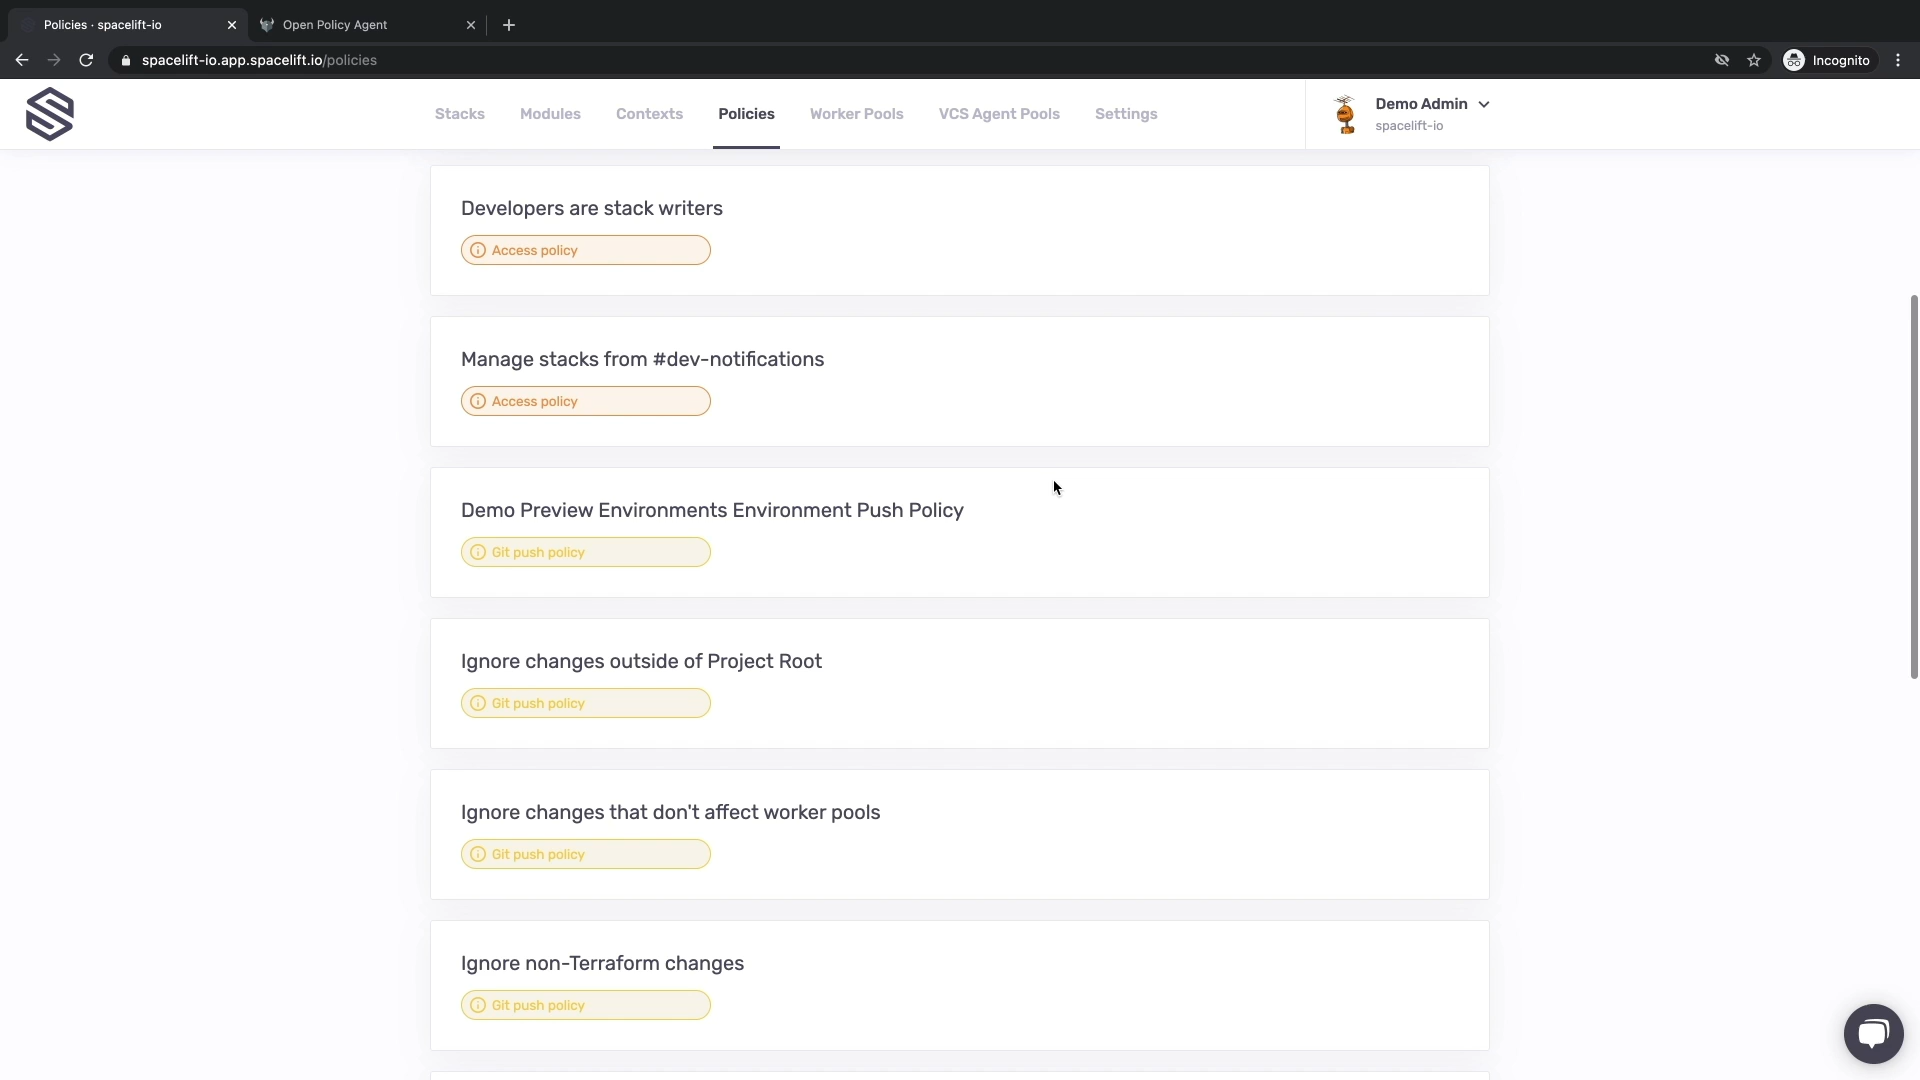 Policies · spacelift-io
Open Policy Agent
spacelift-io.app.spacelift.io/policies
Incognito
Stacks
Modules
Contexts
Policies
Worker Pools
VCS Agent Pools
Settings
Demo Admin
spacelift-io
Developers are stack writers
Access policy
Manage stacks from #dev-notifications
Access policy
Demo Preview Environments Environment Push Policy
Git push policy
Ignore changes outside of Project Root
Git push policy
Ignore changes that don't affect worker pools
Git push policy
Ignore non-Terraform changes
Git push policy